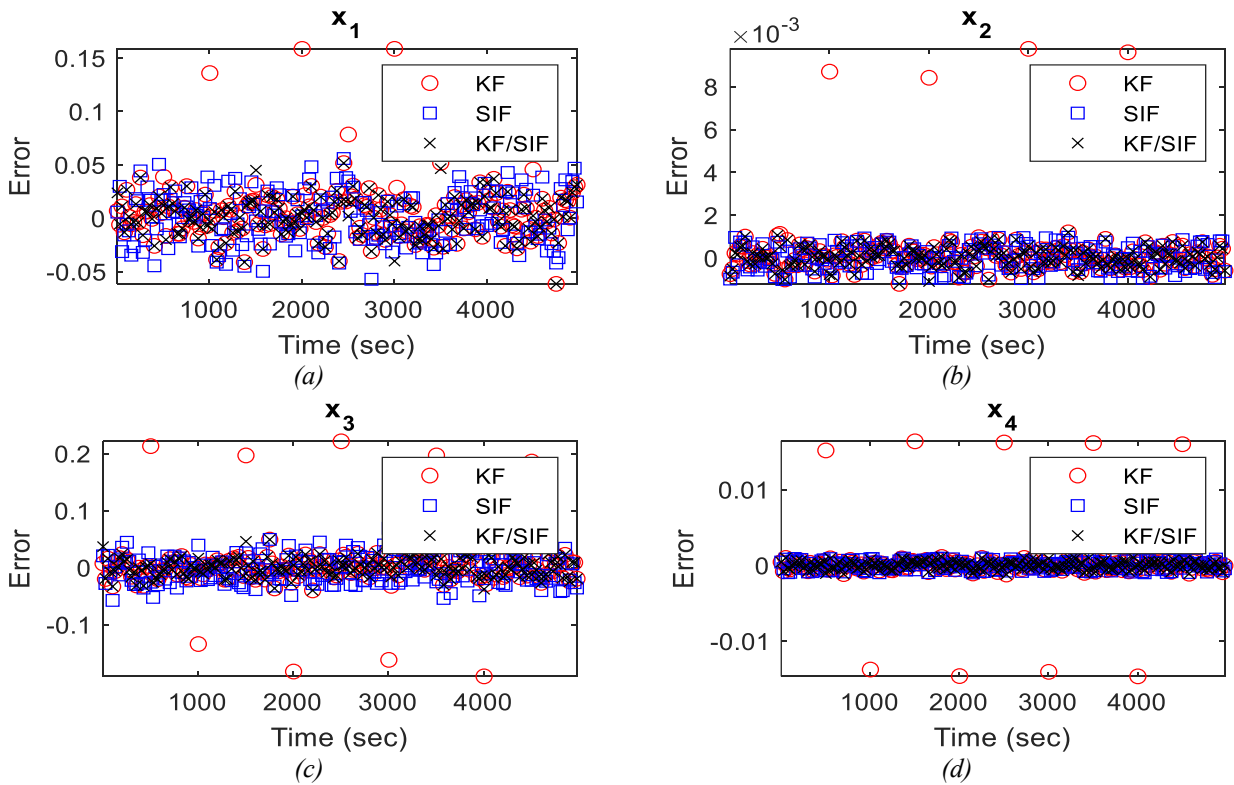 x1
0.15
0.1
0.05
0
-0.05
Error
1000 2000 3000 4000
Time (sec)
KF
SIF
KF/SIF
(a)
x2
× 10-3
8
6
4
2
0
Error
1000 2000 3000 4000
Time (sec)
KF
SIF
KF/SIF
(b)
x3
0.2
0.1
0
-0.1
Error
1000 2000 3000 4000
Time (sec)
KF
SIF
KF/SIF
(c)
x4
0.01
0
-0.01
Error
1000 2000 3000 4000
Time (sec)
KF
SIF
KF/SIF
(d)